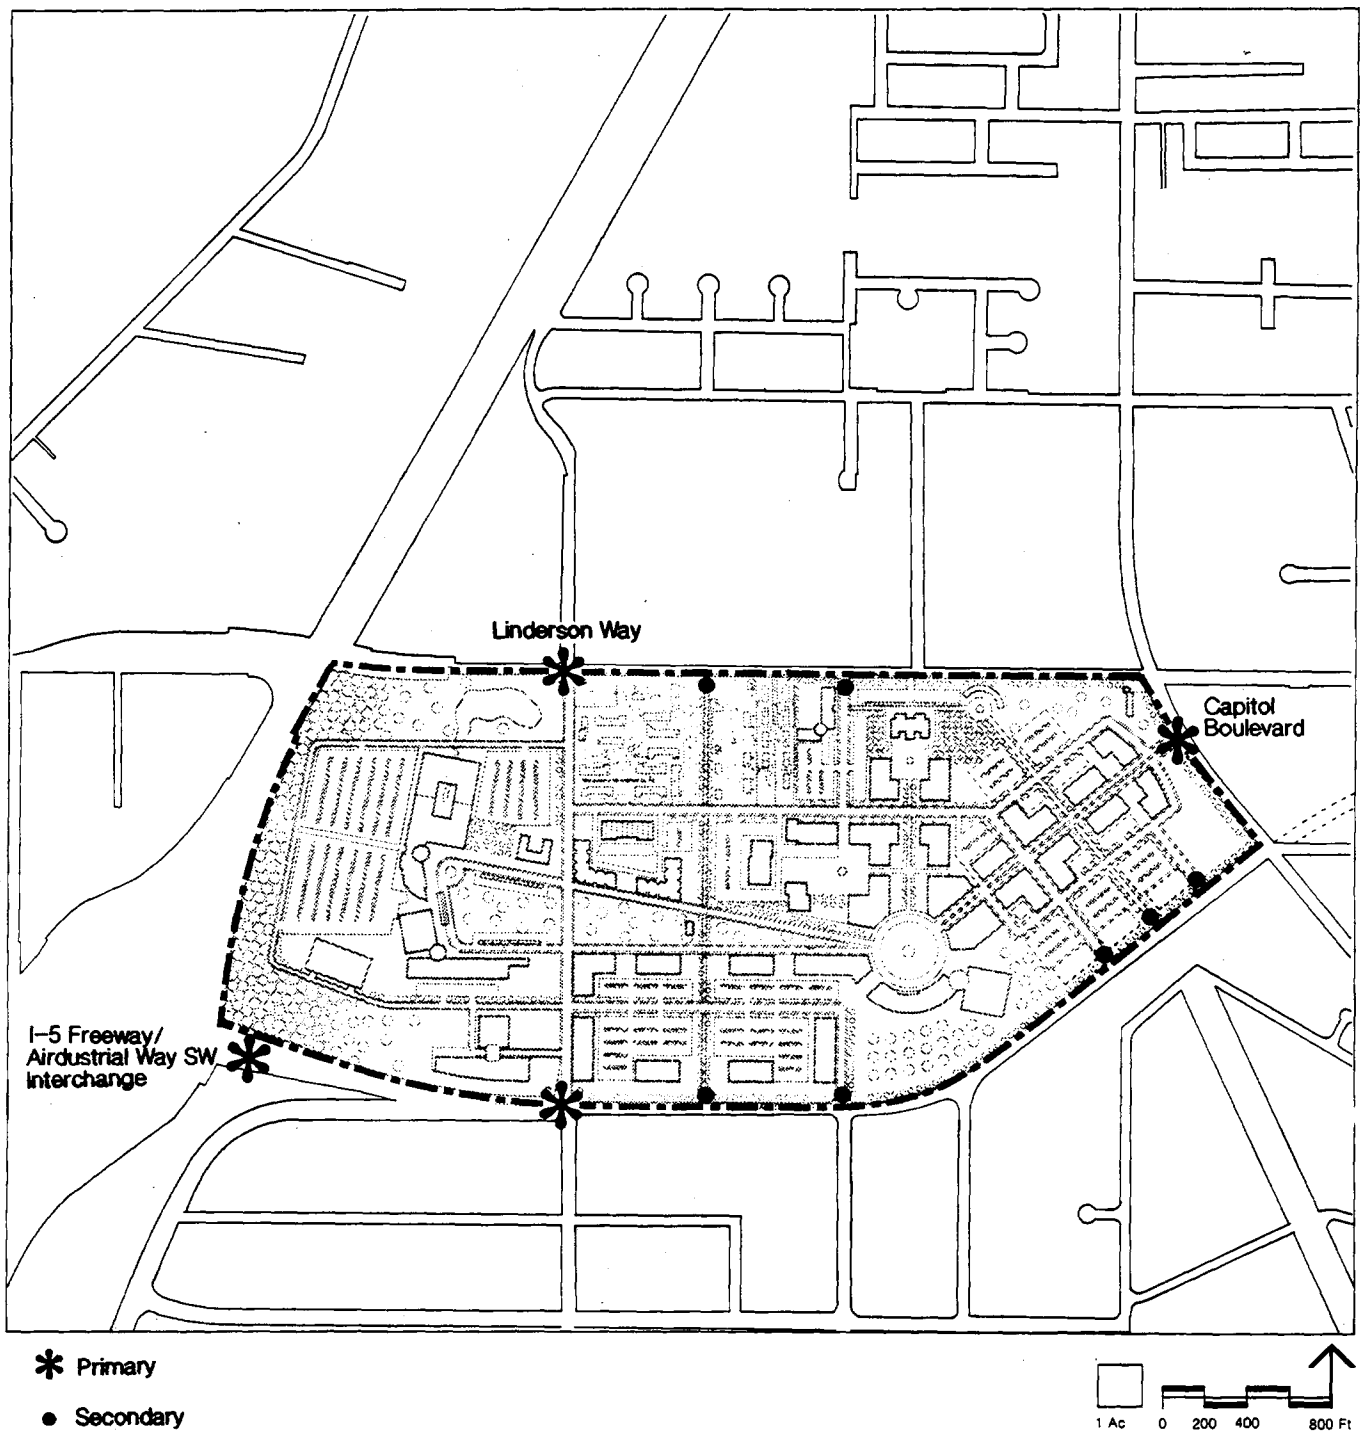 Linderson Way
Capitol
Boulevard
I-5 Freeway/
Airdustrial Way SW
Interchange
Primary
Secondary
1 Ac 0 200 400 800 Ft